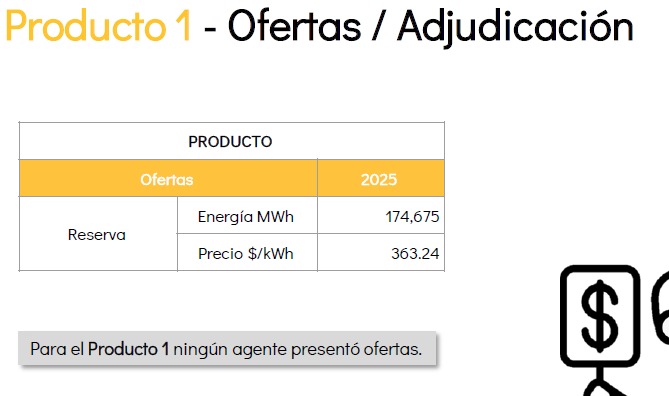 Producto 1 - Ofertas / Adjudicación
PRODUCTO
Ofertas 2025
Reserva
Energía MWh 174,675
Precio $/kWh 363.24
$
Para el Producto 1 ningún agente presentó ofertas.